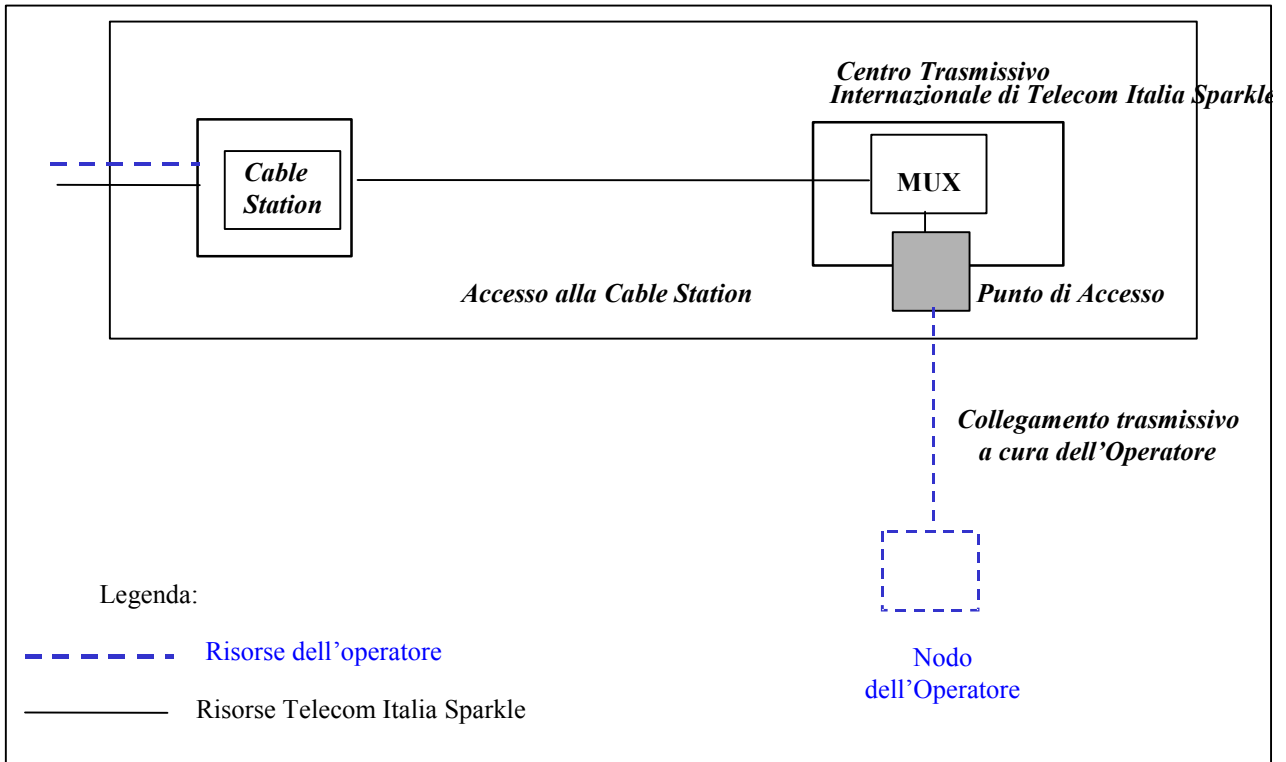 Centro Trasmissivo
Internazionale di Telecom Italia Sparkle
Cable
Station
MUX
Accesso alla Cable Station
Punto di Accesso
Collegamento trasmissivo
a cura dell’Operatore
Legenda:
Risorse dell’operatore
Nodo
dell’Operatore
Risorse Telecom Italia Sparkle